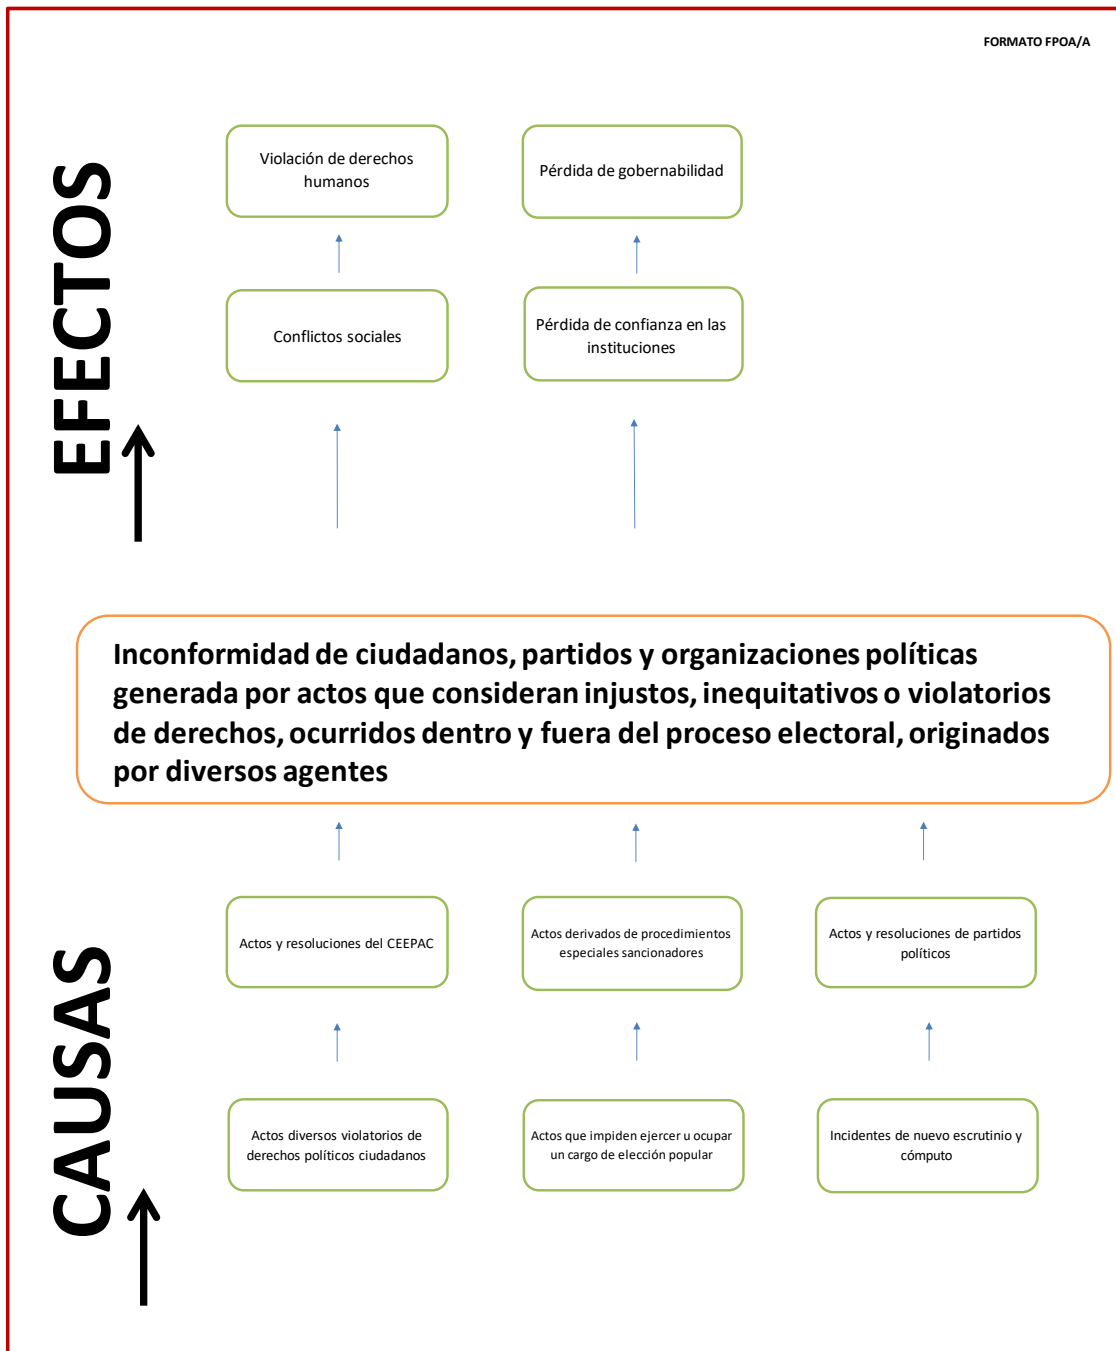 FORMATO FPOA/A
EFECTOS
Violación de derechos
humanos
Pérdida de gobernabilidad
Conflictos sociales
Pérdida de confianza en las
instituciones
Inconformidad de ciudadanos, partidos y organizaciones políticas
generada por actos que consideran injustos, inequitativos o violatorios
de derechos, ocurridos dentro y fuera del proceso electoral, originados
por diversos agentes
CAUSAS
Actos y resoluciones del CEEPAC
Actos derivados de procedimientos
especiales sancionadores
Actos y resoluciones de partidos
políticos
Actos diversos violatorios de
derechos políticos ciudadanos
Actos que impiden ejercer u ocupar
un cargo de elección popular
Incidentes de nuevo escrutinio y
cómputo